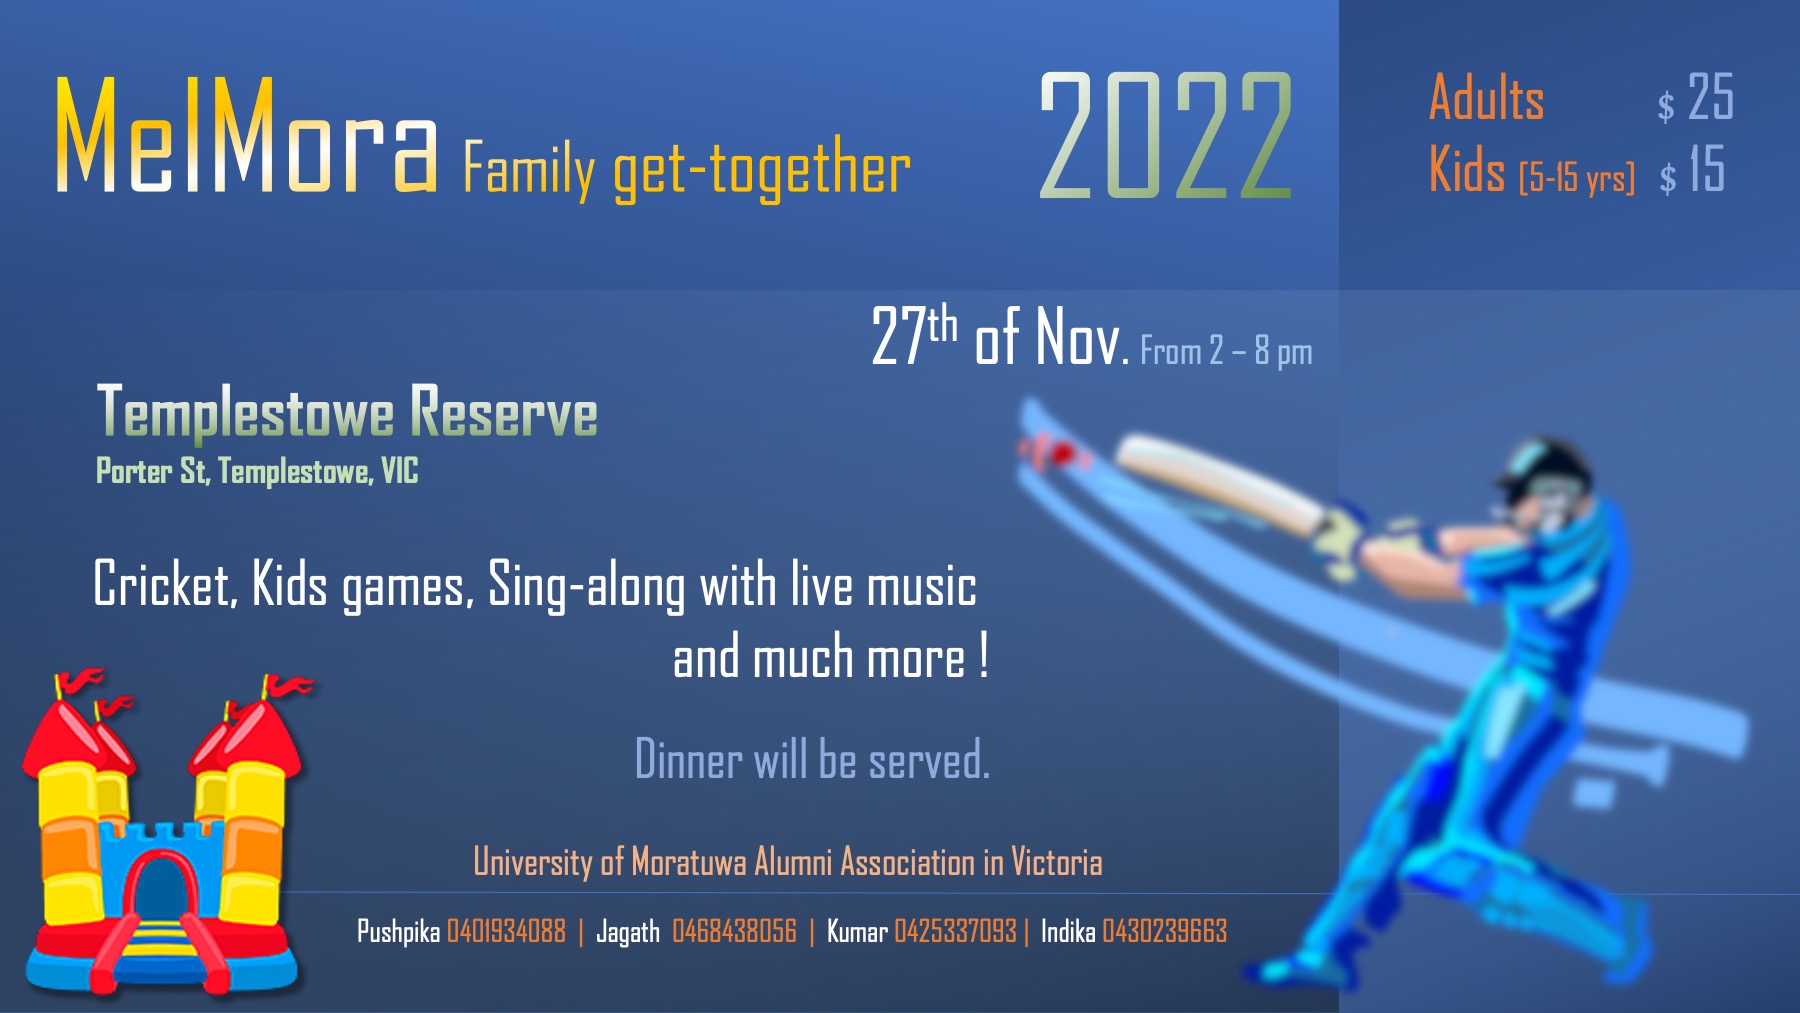 MelMora Family get-together 2022
Adults $ 25
Kids [5-15 yrs] $ 15
27th of Nov. From 2 – 8 pm
Templestowe Reserve
Porter St, Templestowe, VIC
Cricket, Kids games, Sing-along with live music
and much more !
Dinner will be served.
University of Moratuwa Alumni Association in Victoria
Pushpika 0401934088 | Jagath 0468438056 | Kumar 0425337093 | Indika 0430239663